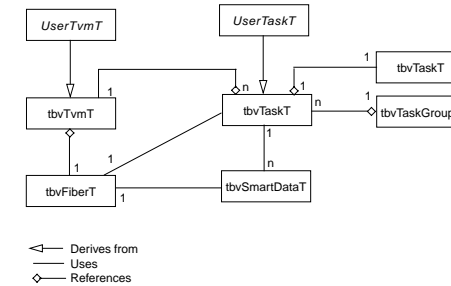 UserTvmT
UserTaskT
1
tbvTaskT
1
n
1
1
tbvTvmT
tbvTaskT
n
tbvTaskGroup
1
1
1
n
tbvFiberT
1
tbvSmartDataT
Derives from
Uses
References